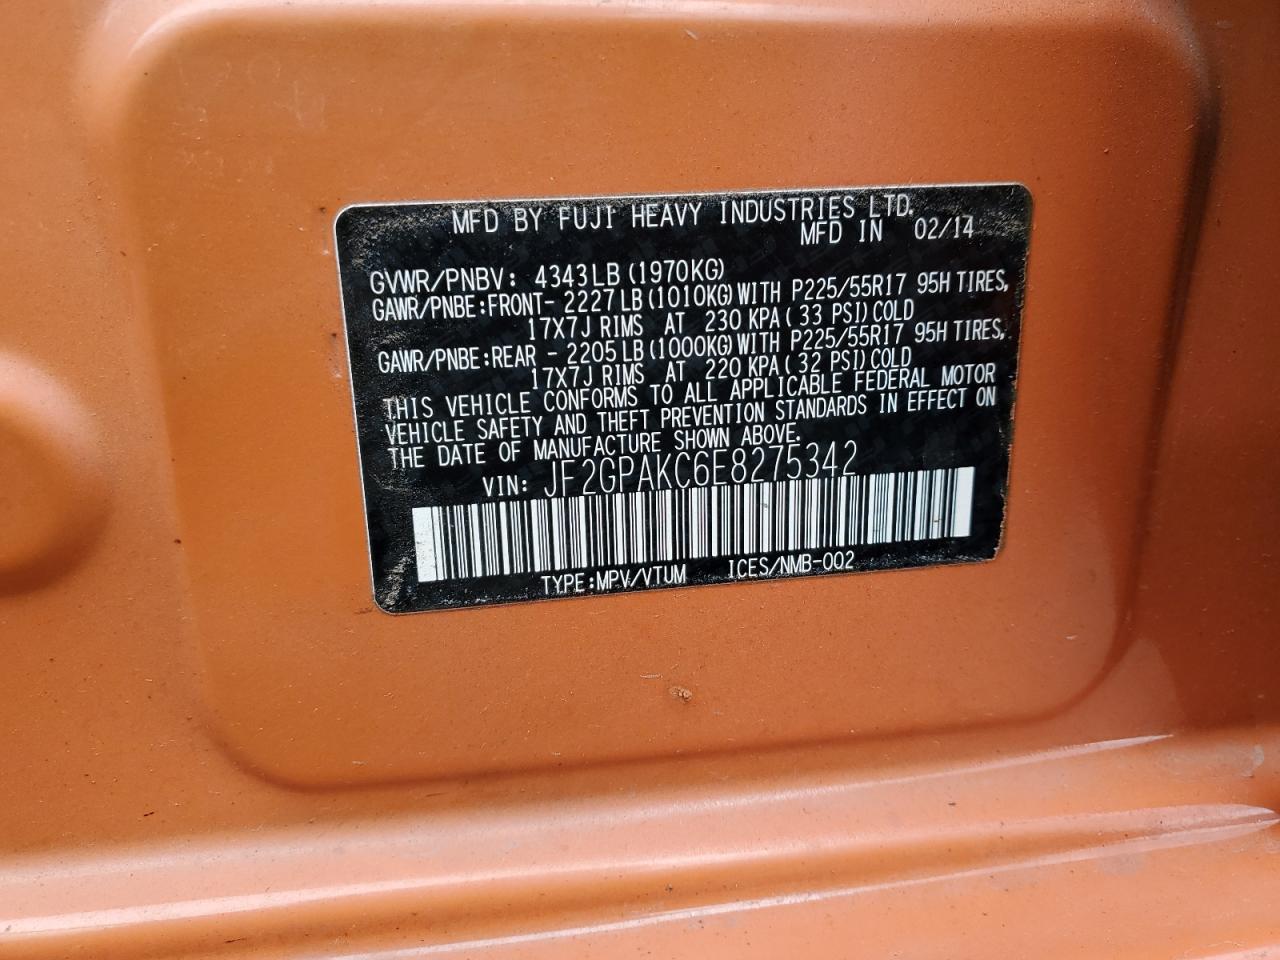 MFD BY FUJI HEAVY INDUSTRIES LTD.
MFD IN 02/14
GVWR/PNBV: 4343LB (1970KG)
GAWR/PNBE:FRONT- 2227LB (1010KG) WITH P225/55R17 95H TIRES,
17X7J RIMS AT 230 KPA ( 33 PSI) COLD
GAWR/PNBE:REAR - 2205LB (1000KG) WITH P225/55R17 95H TIRES,
17X7J RIMS AT 220 KPA ( 32 PSI) COLD
THIS VEHICLE CONFORMS TO ALL APPLICABLE FEDERAL MOTOR
VEHICLE SAFETY AND THEFT PREVENTION STANDARDS IN EFFECT ON
THE DATE OF MANUFACTURE SHOWN ABOVE.
VIN: JF2GPAKC6E8275342
TYPE:MPV/VTUM ICES/NMB-002